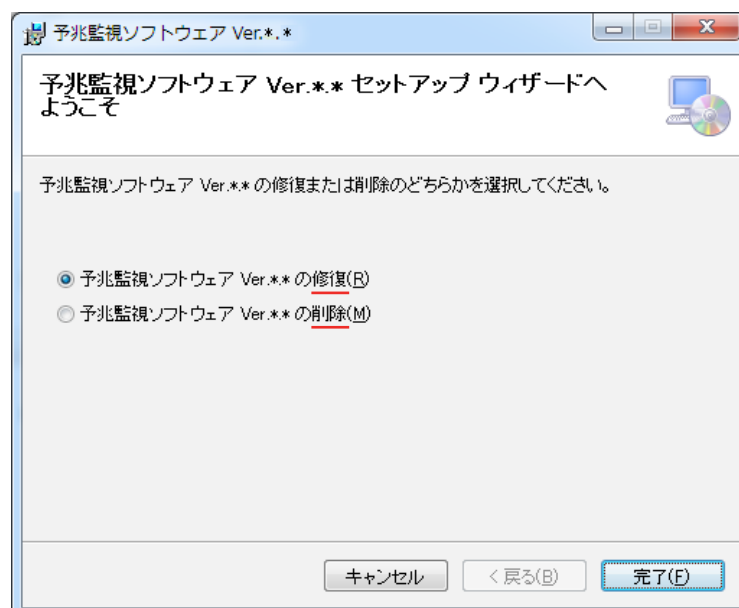 予兆監視ソフトウェア Ver.*.*
予兆監視ソフトウェア Ver.*.* セットアップ ウィザードへ
ようこそ
予兆監視ソフトウェア Ver.*.* の修復または削除のどちらかを選択してください。
予兆監視ソフトウェア Ver.*.* の修復(R)
予兆監視ソフトウェア Ver.*.* の削除(M)
キャンセル
< 戻る(B)
完了(F)